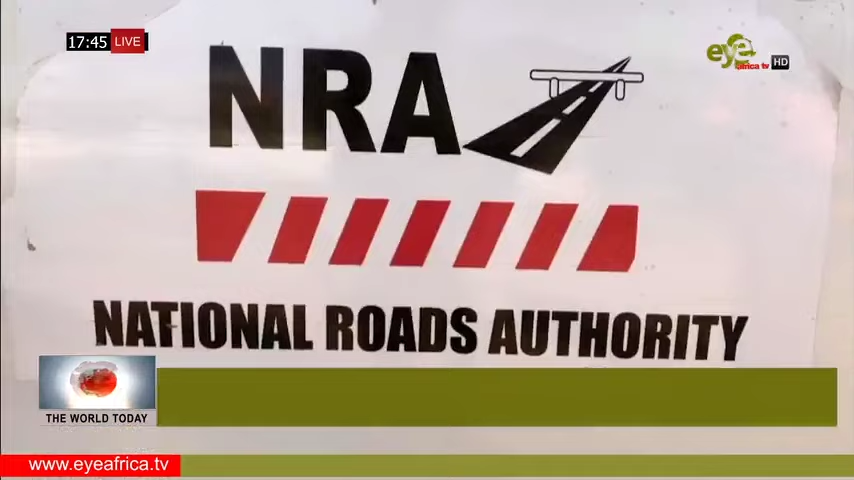 17:45 LIVE
eye
africa tv HD
NRA
NATIONAL ROADS AUTHORITY
THE WORLD TODAY
www.eyeafrica.tv